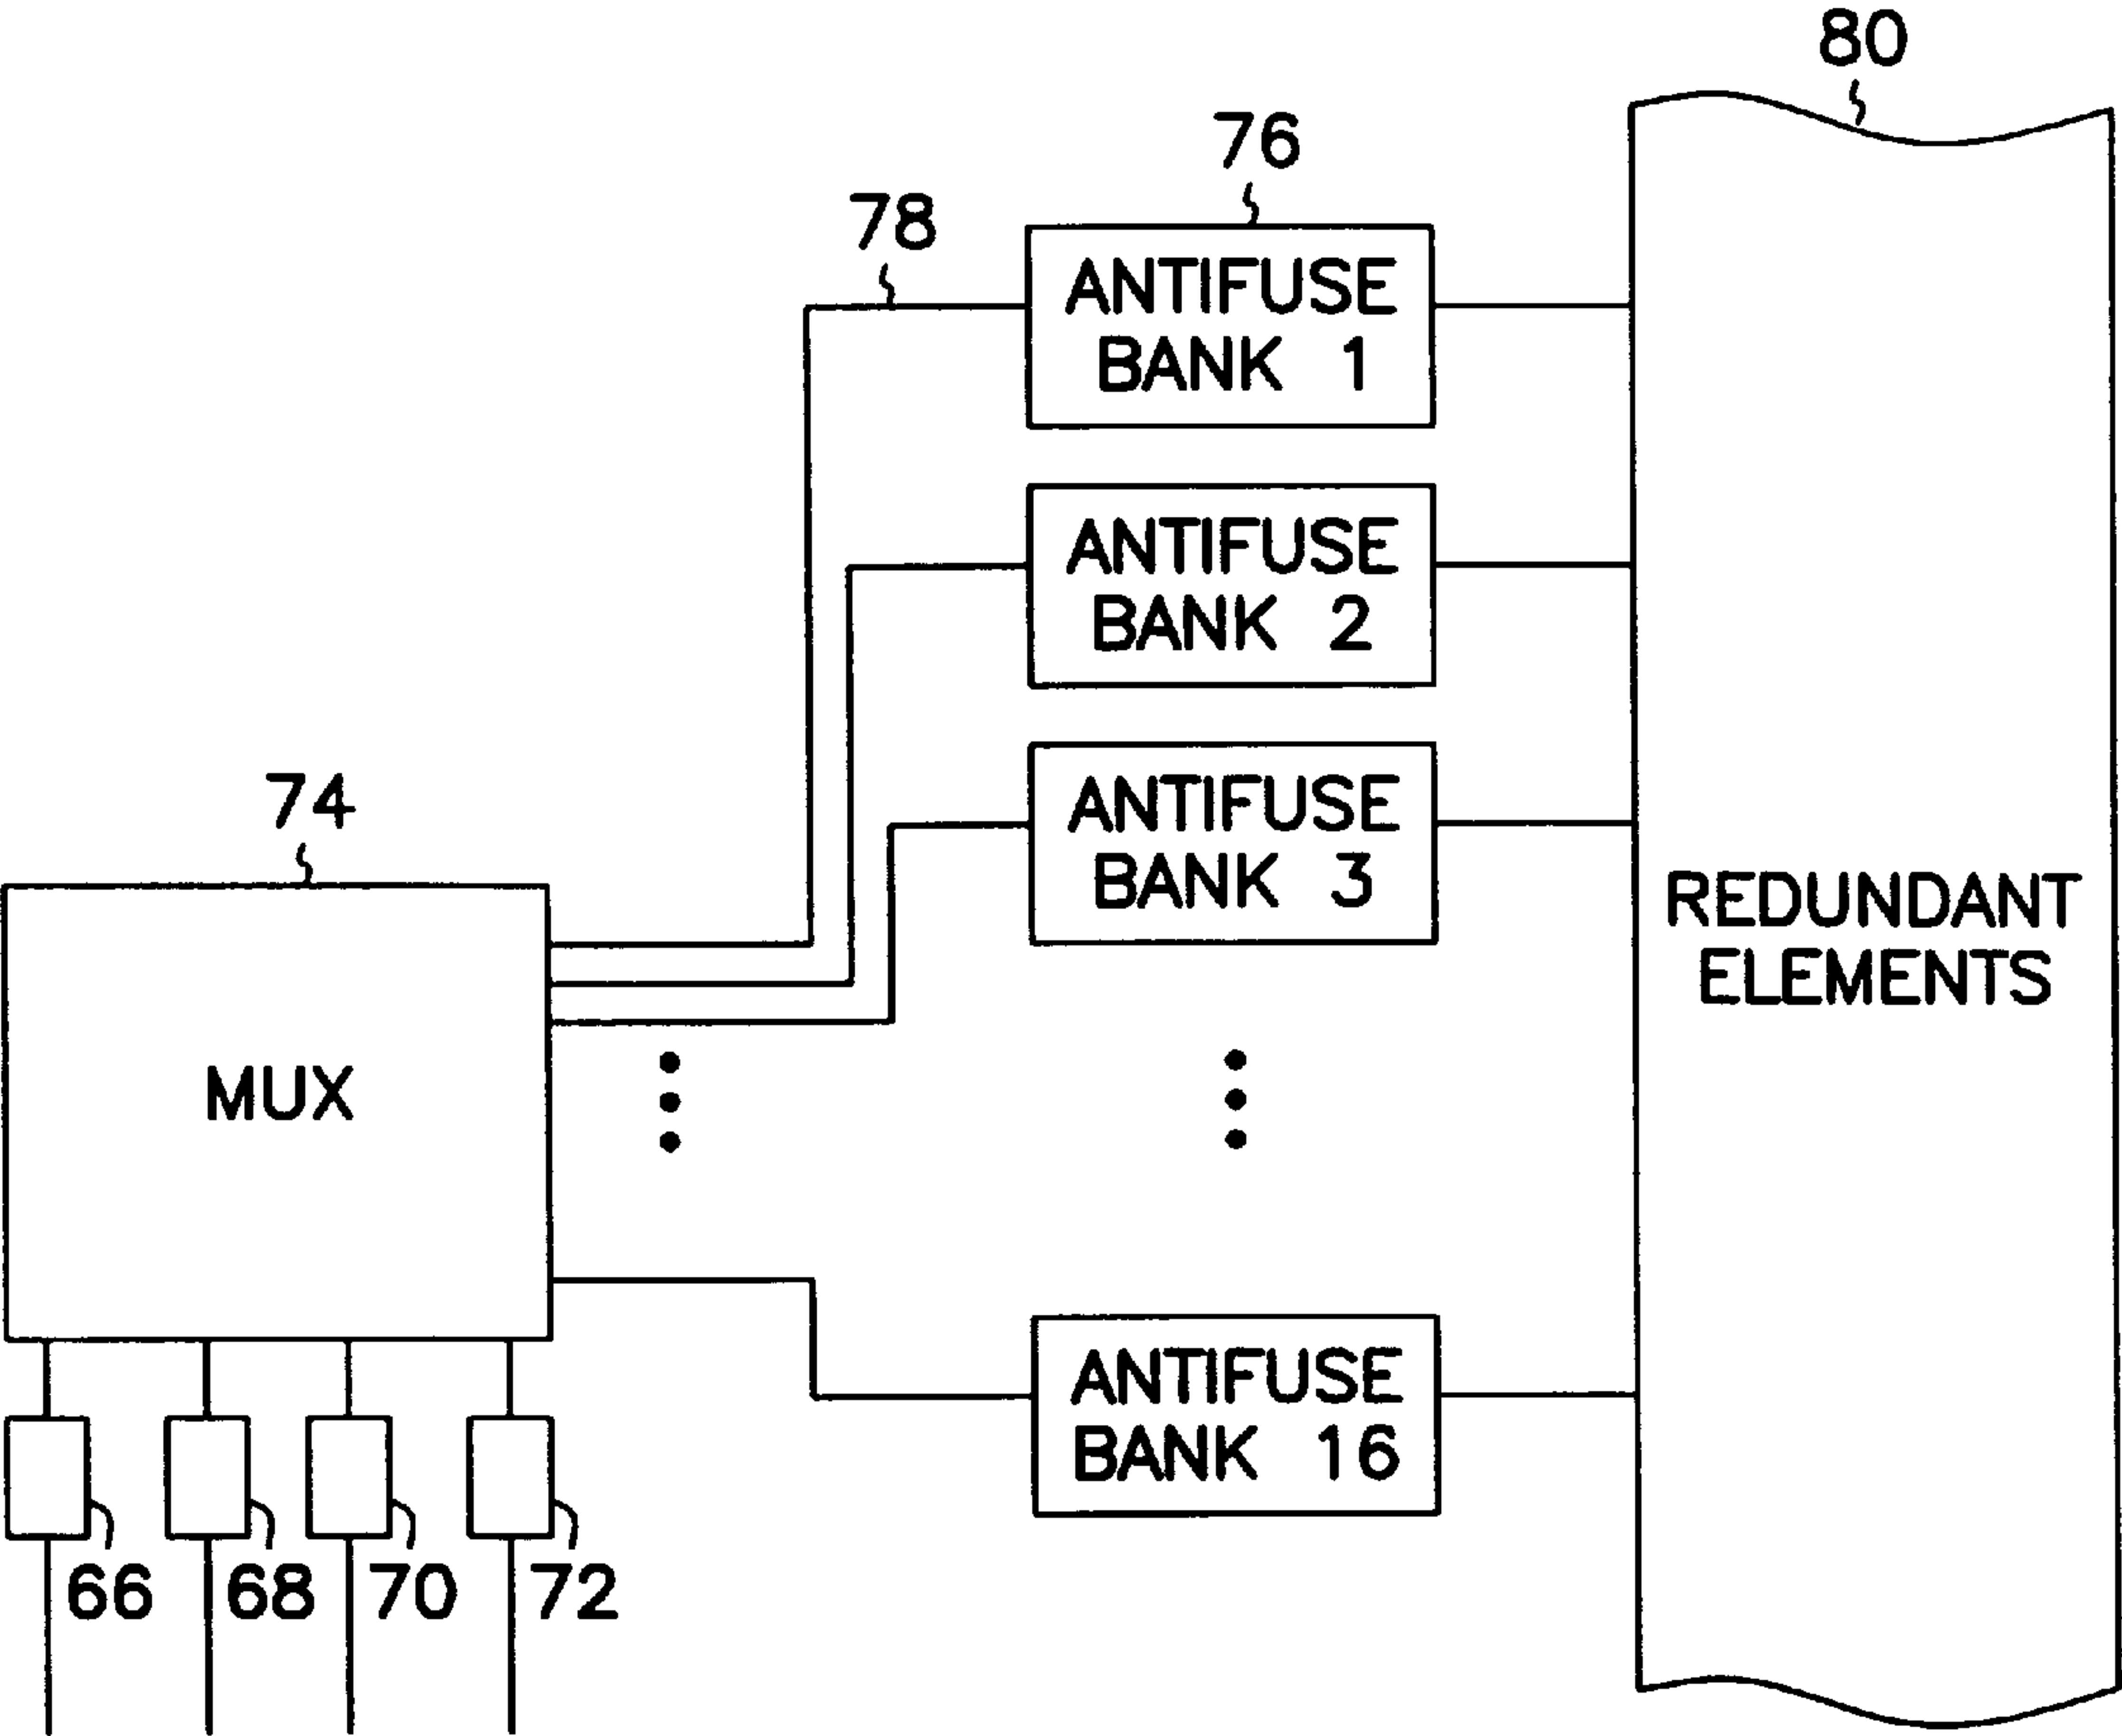 80
76
78
ANTIFUSE
BANK 1
ANTIFUSE
BANK 2
74
ANTIFUSE
BANK 3
REDUNDANT
ELEMENTS
MUX
ANTIFUSE
BANK 16
66
68
70
72